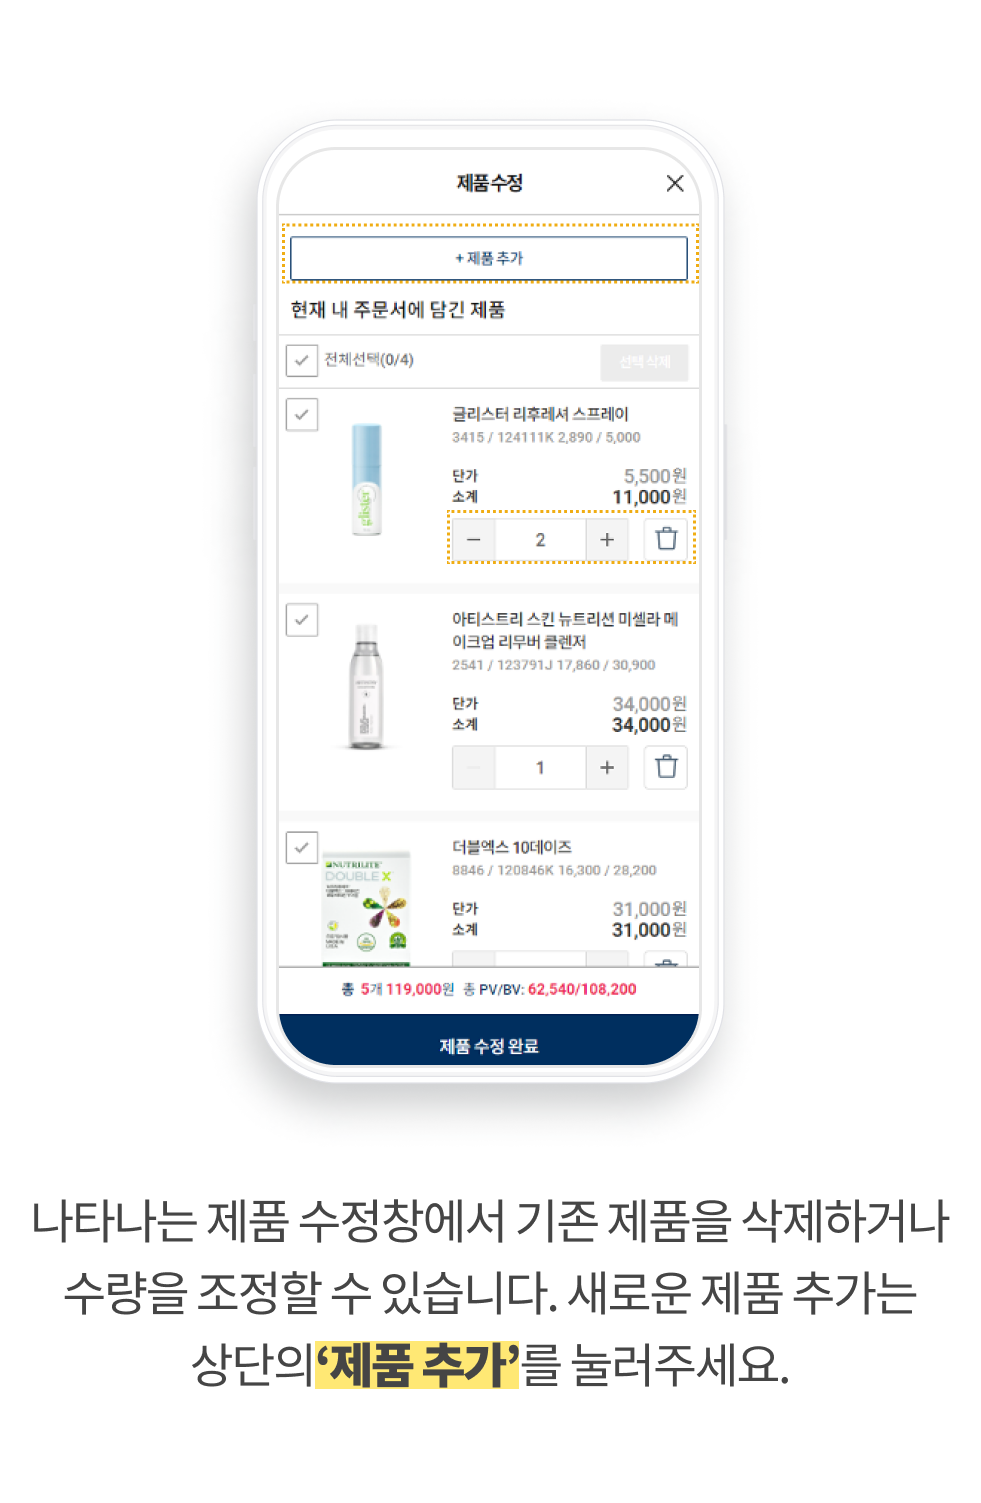 제품수정
+ 제품 추가
현재 내 주문서에 담긴 제품
전체선택(0/4)
선택 삭제
글리스터 리후레셔 스프레이
3415 / 124111K 2,890 / 5,000
단가 5,500원
소계 11,000원
2
glister
아티스트리 스킨 뉴트리션 미셀라 메
이크업 리무버 클렌저
2541 / 123791J 17,860 / 30,900
단가 34,000원
소계 34,000원
1
더블엑스 10데이즈
8846 / 120846K 16,300 / 28,200
NUTRILITE
DOUBLE X
단가 31,000원
소계 31,000원
총 5개 119,000원 총 PV/BV: 62,540/108,200
제품 수정 완료
나타나는 제품 수정창에서 기존 제품을 삭제하거나
수량을 조정할 수 있습니다. 새로운 제품 추가는
상단의‘제품 추가’를 눌러주세요.